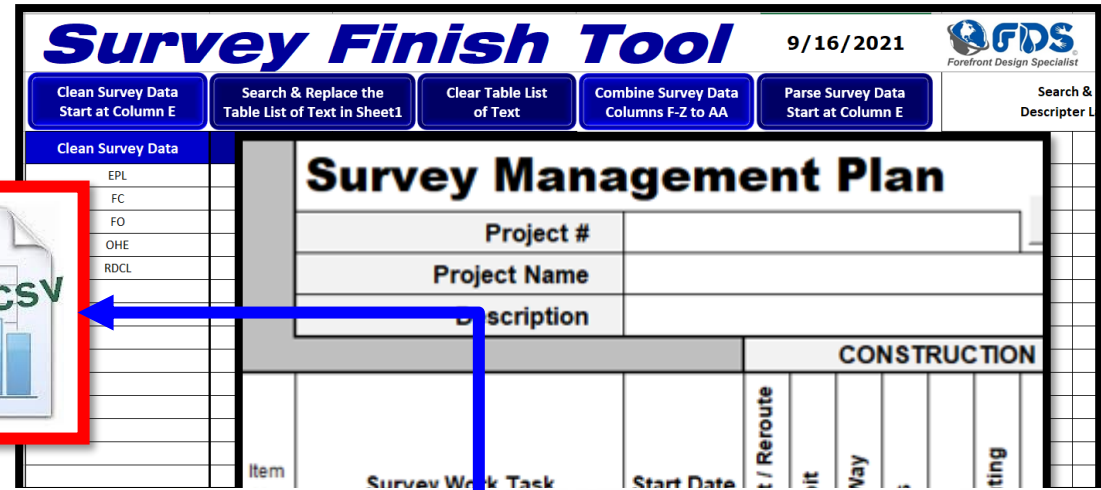 Survey Finish Tool
9/16/2021
GFDS
Forefront Design Specialist
Clean Survey Data
Start at Column E
Search & Replace the
Table List of Text in Sheet1
Clear Table List
of Text
Combine Survey Data
Columns F-Z to AA
Parse Survey Data
Start at Column E
Search &
Descripter L
Clean Survey Data
EPL
FC
FO
OHE
RDCL
CSV
Survey Management Plan
Project #
Project Name
Description
CONSTRUCTION
Item
Survey Work Task
Start Date
/ Reroute
Way
ting